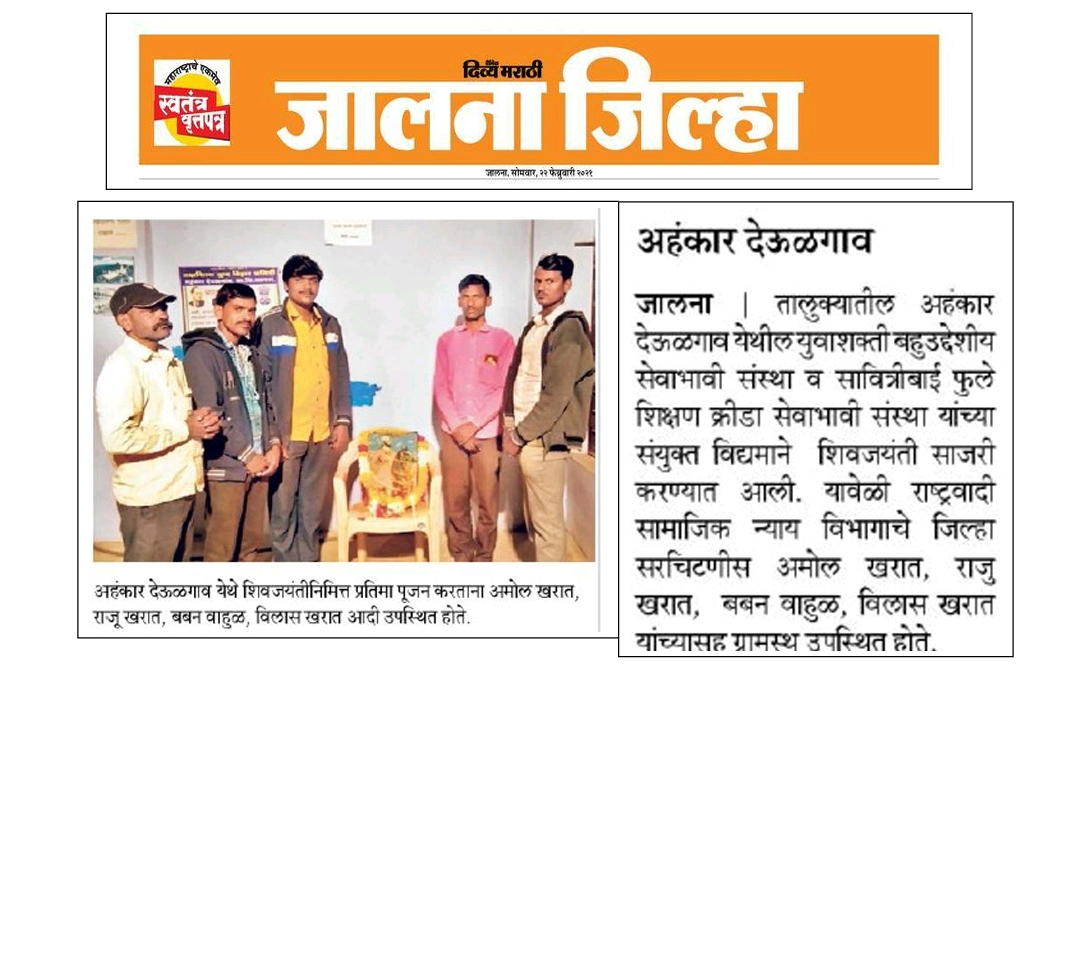 महाराष्ट्राचे एकमेव
स्वतंत्र
वृत्तपत्र
दैनिक
दिव्य मराठी
जालना जिल्हा
जालना, सोमवार, २२ फेब्रुवारी २०२१
अहंकार देऊळगाव येथे शिवजयंतीनिमित्त प्रतिमा पूजन करताना अमोल खरात,
राजू खरात, बबन वाहुळ, विलास खरात आदी उपस्थित होते.
अहंकार देऊळगाव
जालना | तालुक्यातील अहंकार
देऊळगाव येथील युवाशक्ती बहुउद्देशीय
सेवाभावी संस्था व सावित्रीबाई फुले
शिक्षण क्रीडा सेवाभावी संस्था यांच्या
संयुक्त विद्यमाने शिवजयंती साजरी
करण्यात आली. यावेळी राष्ट्रवादी
सामाजिक न्याय विभागाचे जिल्हा
सरचिटणीस अमोल खरात, राजु
खरात, बबन वाहुळ, विलास खरात
यांच्यासह ग्रामस्थ उपस्थित होते.